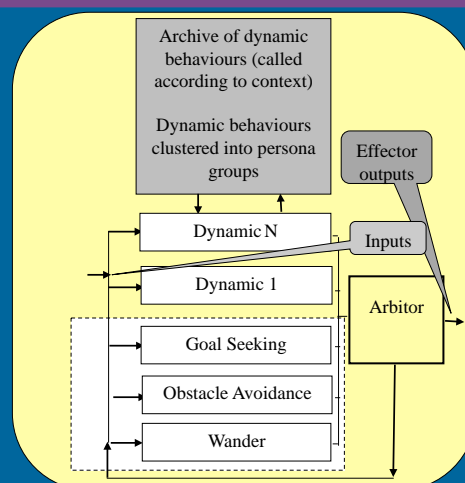 Archive of dynamic
behaviours (called
according to context)
Dynamic behaviours
clustered into persona
groups
Effector
outputs
Dynamic N
Inputs
Dynamic 1
Arbitor
Goal Seeking
Obstacle Avoidance
Wander